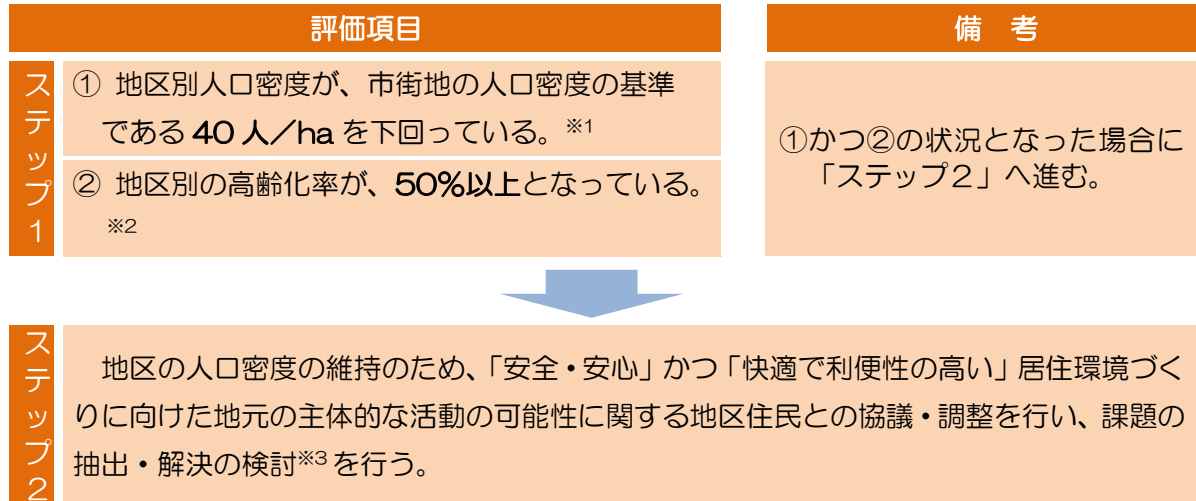 評価項目
備 考
ステップ1
① 地区別人口密度が、市街地の人口密度の基準
である 40 人／ha を下回っている。※1
② 地区別の高齢化率が、50%以上となっている。
※2
①かつ②の状況となった場合に
「ステップ2」へ進む。
ステップ2
地区の人口密度の維持のため、「安全・安心」かつ「快適で利便性の高い」居住環境づく
りに向けた地元の主体的な活動の可能性に関する地区住民との協議・調整を行い、課題の
抽出・解決の検討※3 を行う。